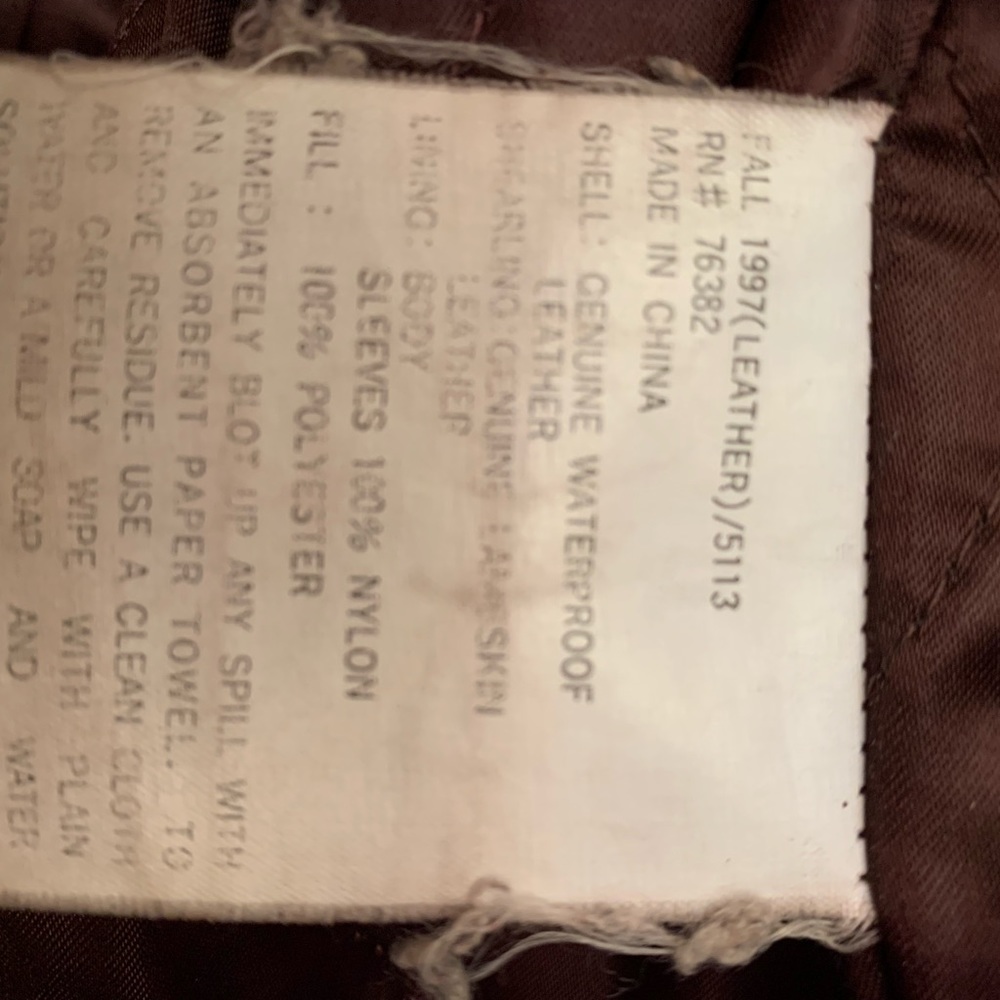 FALL 1997(LEATHER)/5113
RN# 76382
MADE IN CHINA
SHELL: GENUINE WATERPROOF
LEATHER
SHEARLING GENUINE LAMBSKIN
LEATHER
LINING: BODY
SLEEVES 100% NYLON
FILL : 100% POLYESTER
IMMEDIATELY BLOT UP ANY SPILL WITH
AN ABSORBENT PAPER TOWEL. TO
REMOVE RESIDUE. USE A CLEAN CLOTH
AND CAREFULLY WIPE WITH PLAIN
WATER OR A MILD SOAP AND WATER